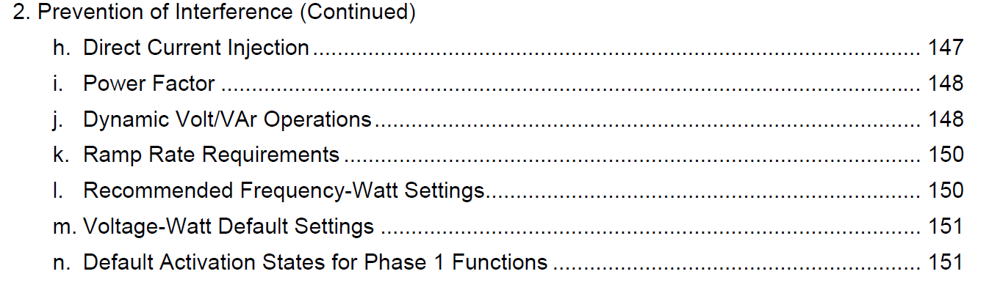 2. Prevention of Interference (Continued)
h. Direct Current Injection ........................................................................................................ 147
i. Power Factor ........................................................................................................................ 148
j. Dynamic Volt/VAr Operations .............................................................................................. 148
k. Ramp Rate Requirements ................................................................................................... 150
l. Recommended Frequency-Watt Settings ........................................................................... 150
m. Voltage-Watt Default Settings ............................................................................................. 151
n. Default Activation States for Phase 1 Functions ............................................................... 151